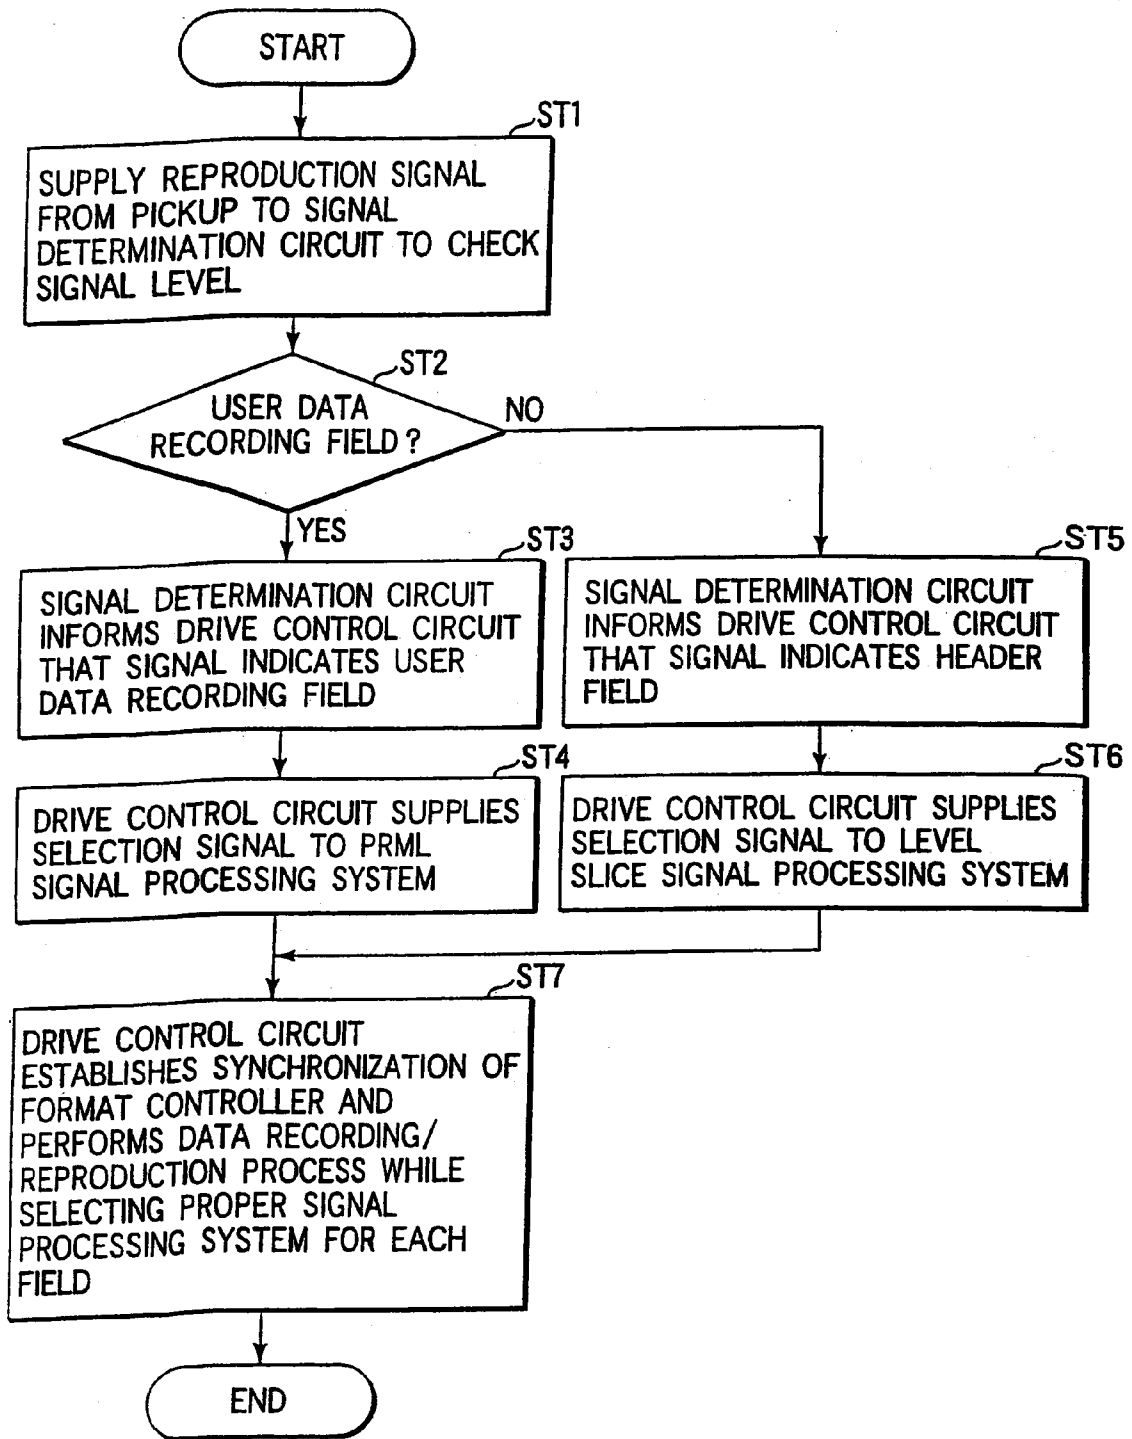 START
ST1
SUPPLY REPRODUCTION SIGNAL
FROM PICKUP TO SIGNAL
DETERMINATION CIRCUIT TO CHECK
SIGNAL LEVEL
ST2
USER DATA
RECORDING FIELD?
NO
YES
ST3
SIGNAL DETERMINATION CIRCUIT
INFORMS DRIVE CONTROL CIRCUIT
THAT SIGNAL INDICATES USER
DATA RECORDING FIELD
ST5
SIGNAL DETERMINATION CIRCUIT
INFORMS DRIVE CONTROL CIRCUIT
THAT SIGNAL INDICATES HEADER
FIELD
ST4
DRIVE CONTROL CIRCUIT SUPPLIES
SELECTION SIGNAL TO PRML
SIGNAL PROCESSING SYSTEM
ST6
DRIVE CONTROL CIRCUIT SUPPLIES
SELECTION SIGNAL TO LEVEL
SLICE SIGNAL PROCESSING SYSTEM
ST7
DRIVE CONTROL CIRCUIT
ESTABLISHES SYNCHRONIZATION OF
FORMAT CONTROLLER AND
PERFORMS DATA RECORDING/
REPRODUCTION PROCESS WHILE
SELECTING PROPER SIGNAL
PROCESSING SYSTEM FOR EACH
FIELD
END